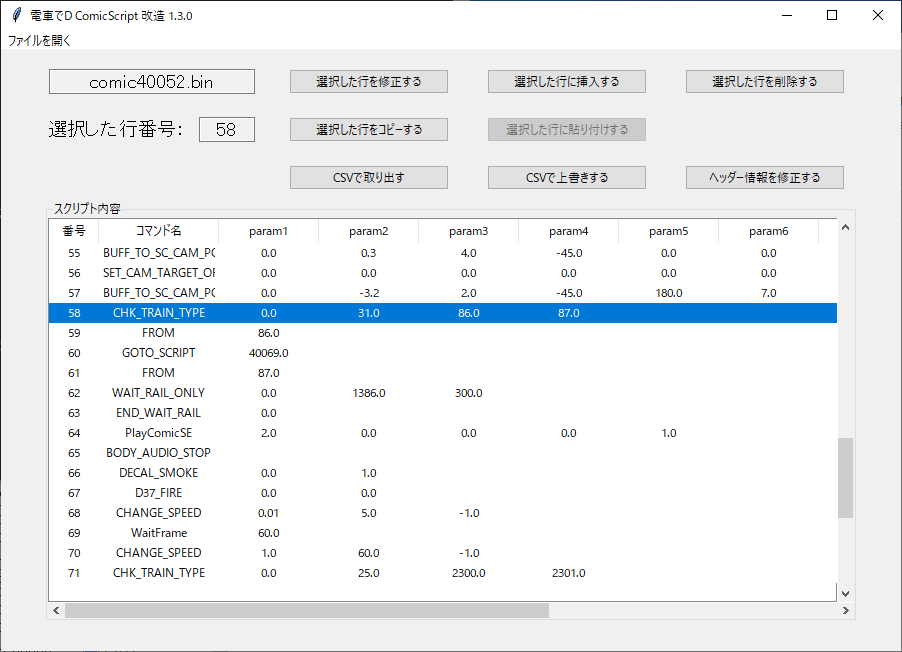 電車でD ComicScript 改造 1.3.0
ファイルを開く
comic40052.bin 選択した行を修正する 選択した行に挿入する 選択した行を削除する
選択した行番号： 58 選択した行をコピーする 選択した行に貼り付けする
CSVで取り出す CSVで上書きする ヘッダー情報を修正する
スクリプト内容
番号 コマンド名 param1 param2 param3 param4 param5 param6
55 BUFF_TO_SC_CAM_PO 0.0 0.3 4.0 -45.0 0.0 0.0
56 SET_CAM_TARGET_OF 0.0 0.0 0.0 0.0 0.0 0.0
57 BUFF_TO_SC_CAM_PO 0.0 -3.2 2.0 -45.0 180.0 7.0
58 CHK_TRAIN_TYPE 0.0 31.0 86.0 87.0
59 FROM 86.0
60 GOTO_SCRIPT 40069.0
61 FROM 87.0
62 WAIT_RAIL_ONLY 0.0 1386.0 300.0
63 END_WAIT_RAIL 0.0
64 PlayComicSE 2.0 0.0 0.0 0.0 1.0
65 BODY_AUDIO_STOP
66 DECAL_SMOKE 0.0 1.0
67 D37_FIRE 0.0 0.0
68 CHANGE_SPEED 0.01 5.0 -1.0
69 WaitFrame 60.0
70 CHANGE_SPEED 1.0 60.0 -1.0
71 CHK_TRAIN_TYPE 0.0 25.0 2300.0 2301.0